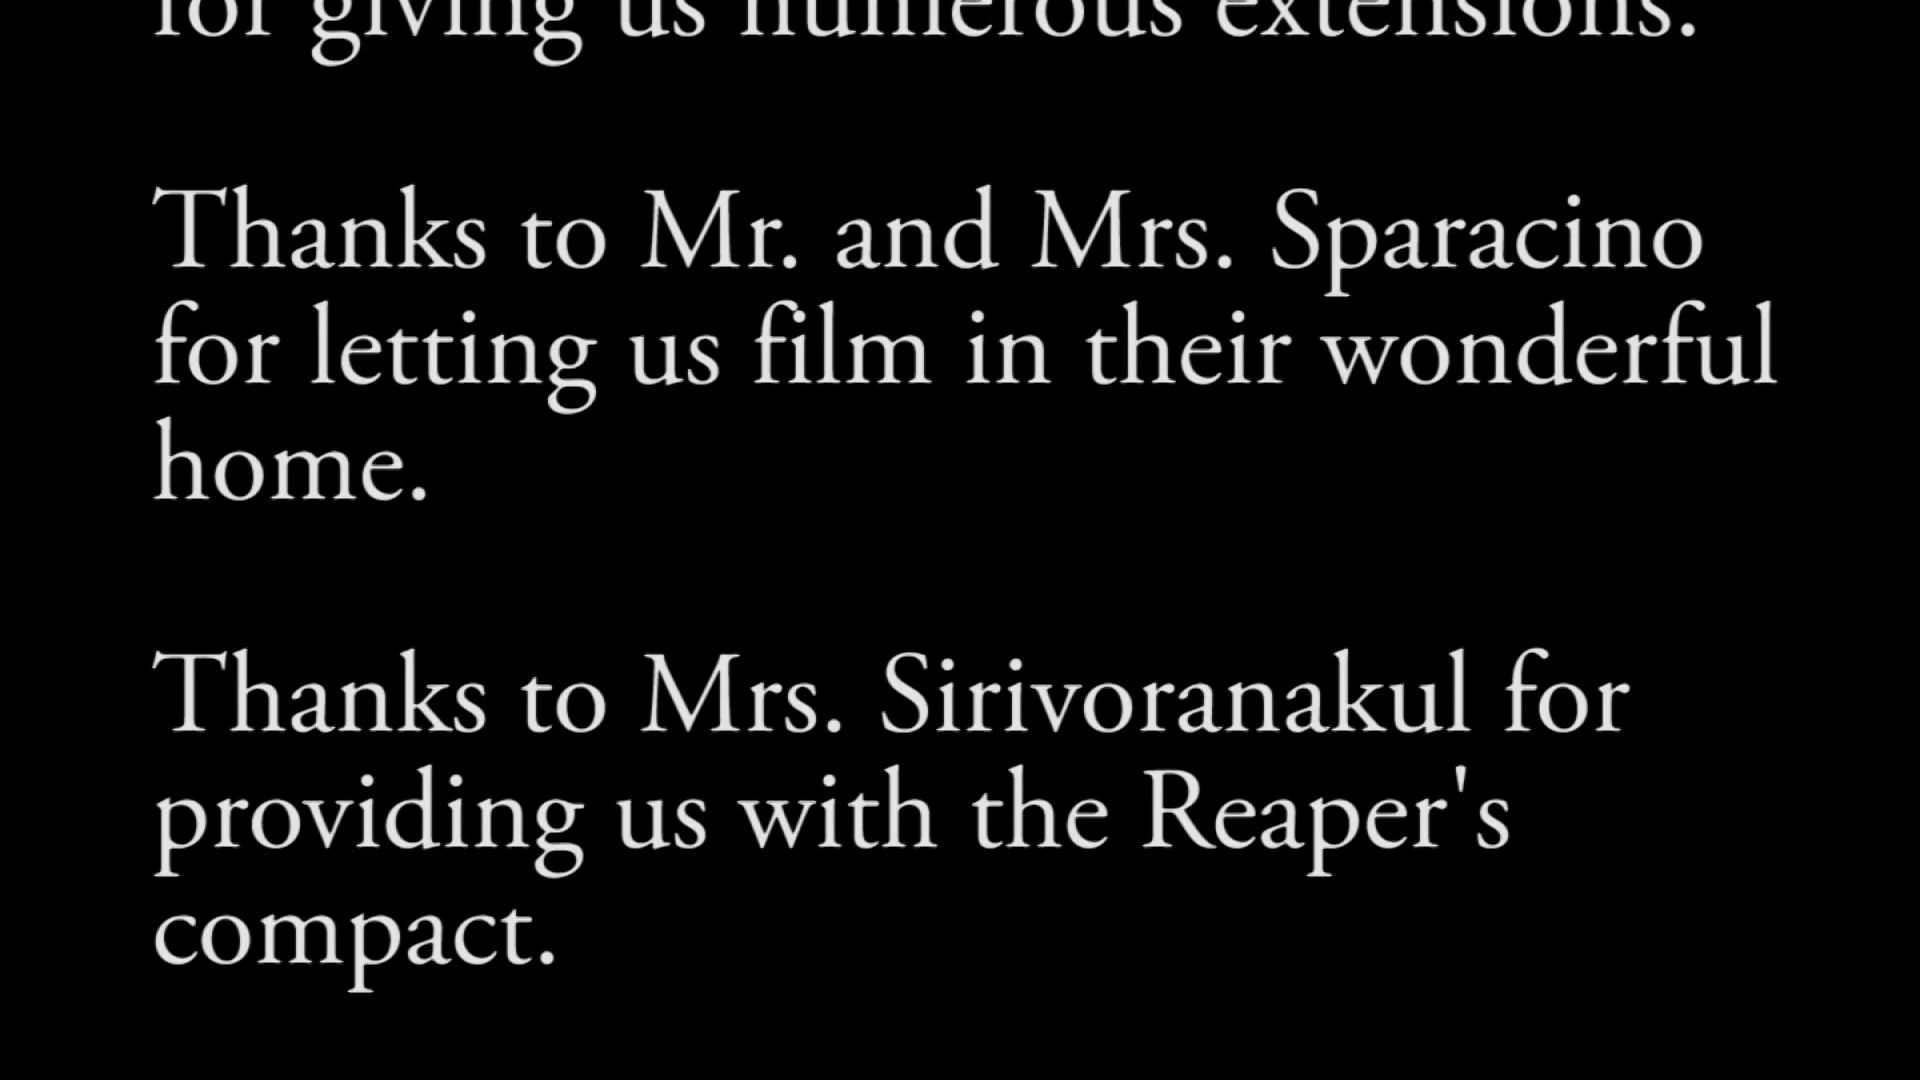 for giving us numerous extensions.
Thanks to Mr. and Mrs. Sparacino
for letting us film in their wonderful
home.
Thanks to Mrs. Sirivoranakul for
providing us with the Reaper's
compact.